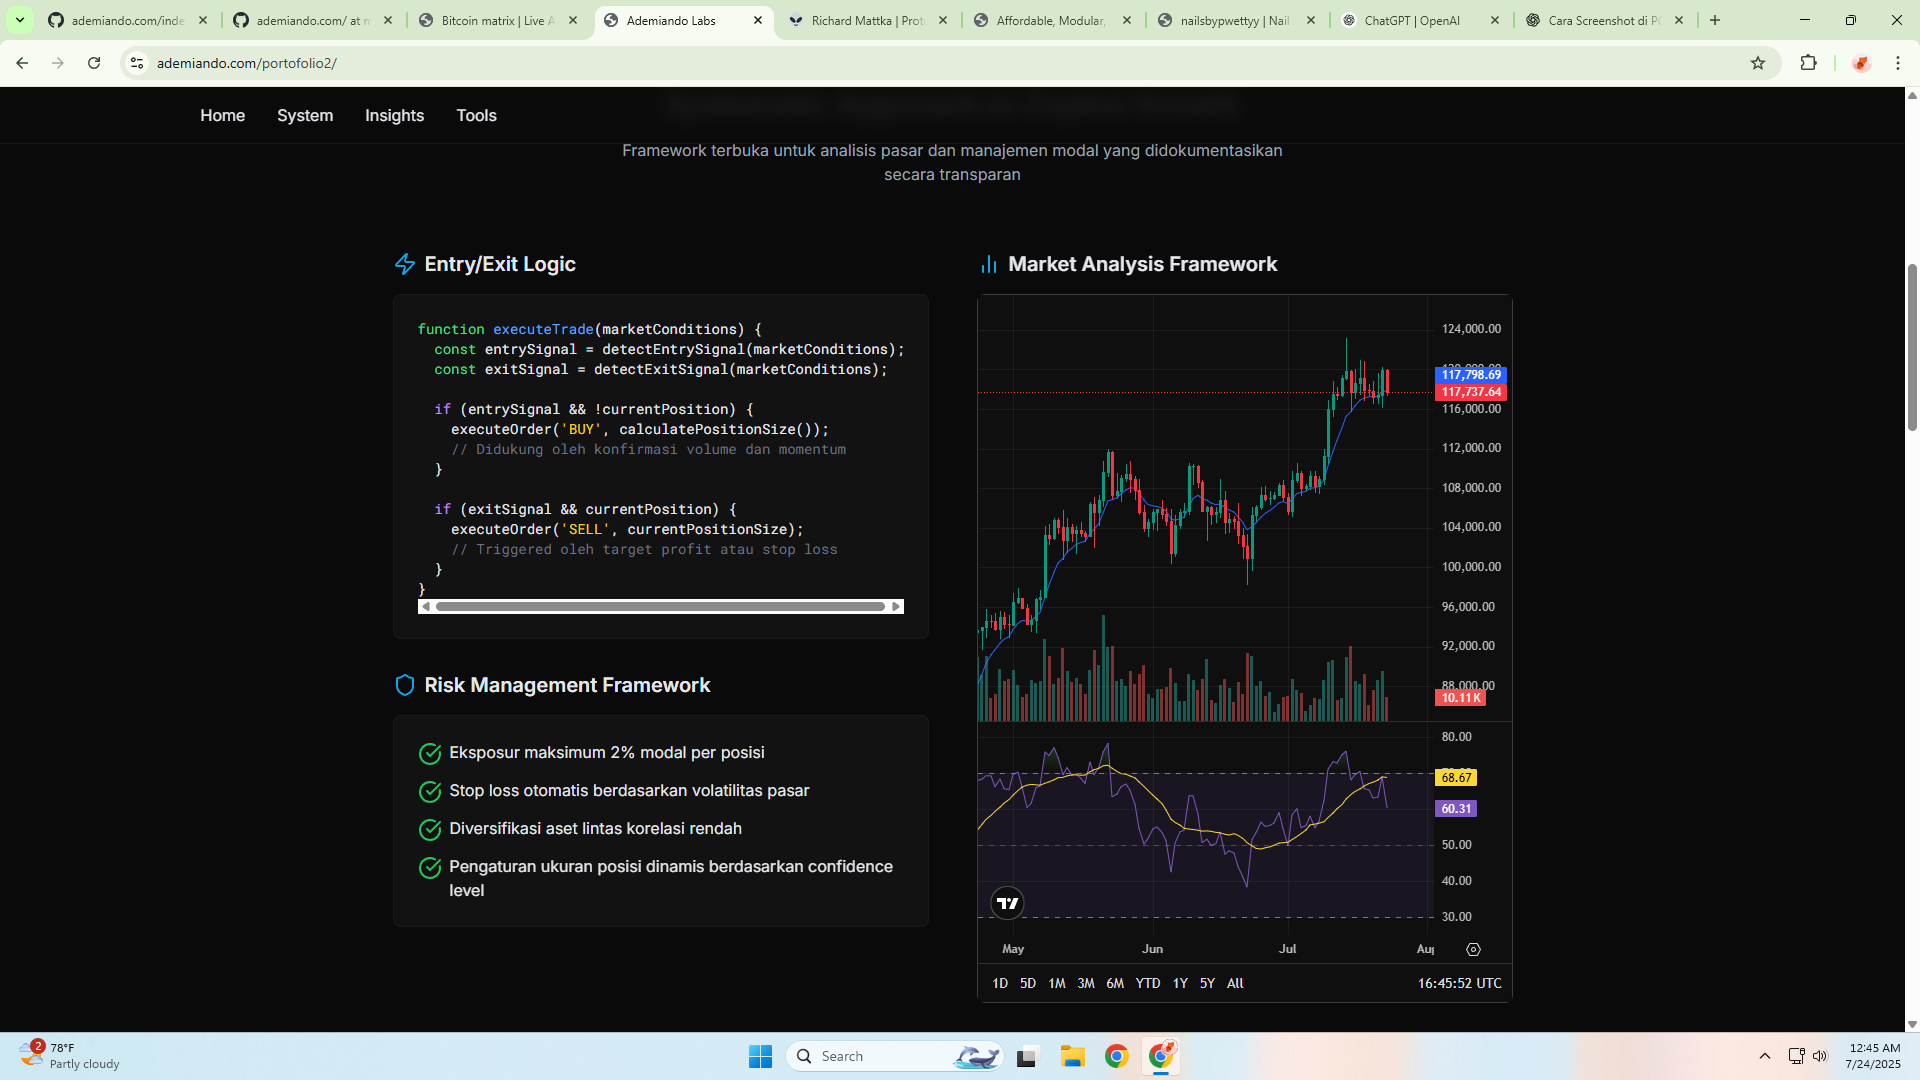 ademiando.com/inde
ademiando.com/ at m
Bitcoin matrix | Live A
Ademiando Labs
Richard Mattka | Prot
Affordable, Modular,
nailsbypwettyy | Nail
ChatGPT | OpenAI
Cara Screenshot di PC
ademiando.com/portofolio2/
Home
System
Insights
Tools
Framework terbuka untuk analisis pasar dan manajemen modal yang didokumentasikan
secara transparan
Entry/Exit Logic
function executeTrade(marketConditions) {
const entrySignal = detectEntrySignal(marketConditions);
const exitSignal = detectExitSignal(marketConditions);
if (entrySignal && !currentPosition) {
executeOrder('BUY', calculatePositionSize());
// Didukung oleh konfirmasi volume dan momentum
}
if (exitSignal && currentPosition) {
executeOrder('SELL', currentPositionSize);
// Triggered oleh target profit atau stop loss
}
}
Risk Management Framework
Eksposur maksimum 2% modal per posisi
Stop loss otomatis berdasarkan volatilitas pasar
Diversifikasi aset lintas korelasi rendah
Pengaturan ukuran posisi dinamis berdasarkan confidence
level
Market Analysis Framework
124,000.00
117,798.69
117,737.64
116,000.00
112,000.00
108,000.00
104,000.00
100,000.00
96,000.00
92,000.00
88,000.00
10.11K
80.00
68.67
60.31
50.00
40.00
30.00
May
Jun
Jul
Aug
1D
5D
1M
3M
6M
YTD
1Y
5Y
All
16:45:52 UTC
2
78°F
Partly cloudy
Search
12:45 AM
7/24/2025